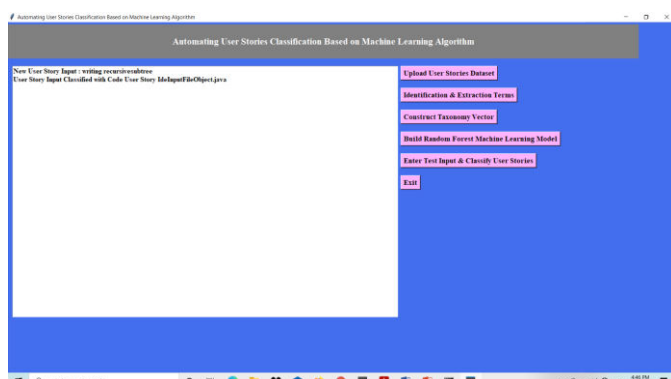 Automating User Stories Classification Based on Machine Learning Algorithm
Automating User Stories Classification Based on Machine Learning Algorithm
New User Story Input : writing recursivesubtree
User Story Input Classified with Code User Story IdeInputFileObject.java
Upload User Stories Dataset
Identification & Extraction Terms
Construct Taxonomy Vector
Build Random Forest Machine Learning Model
Enter Test Input & Classify User Stories
Exit
4:46 PM